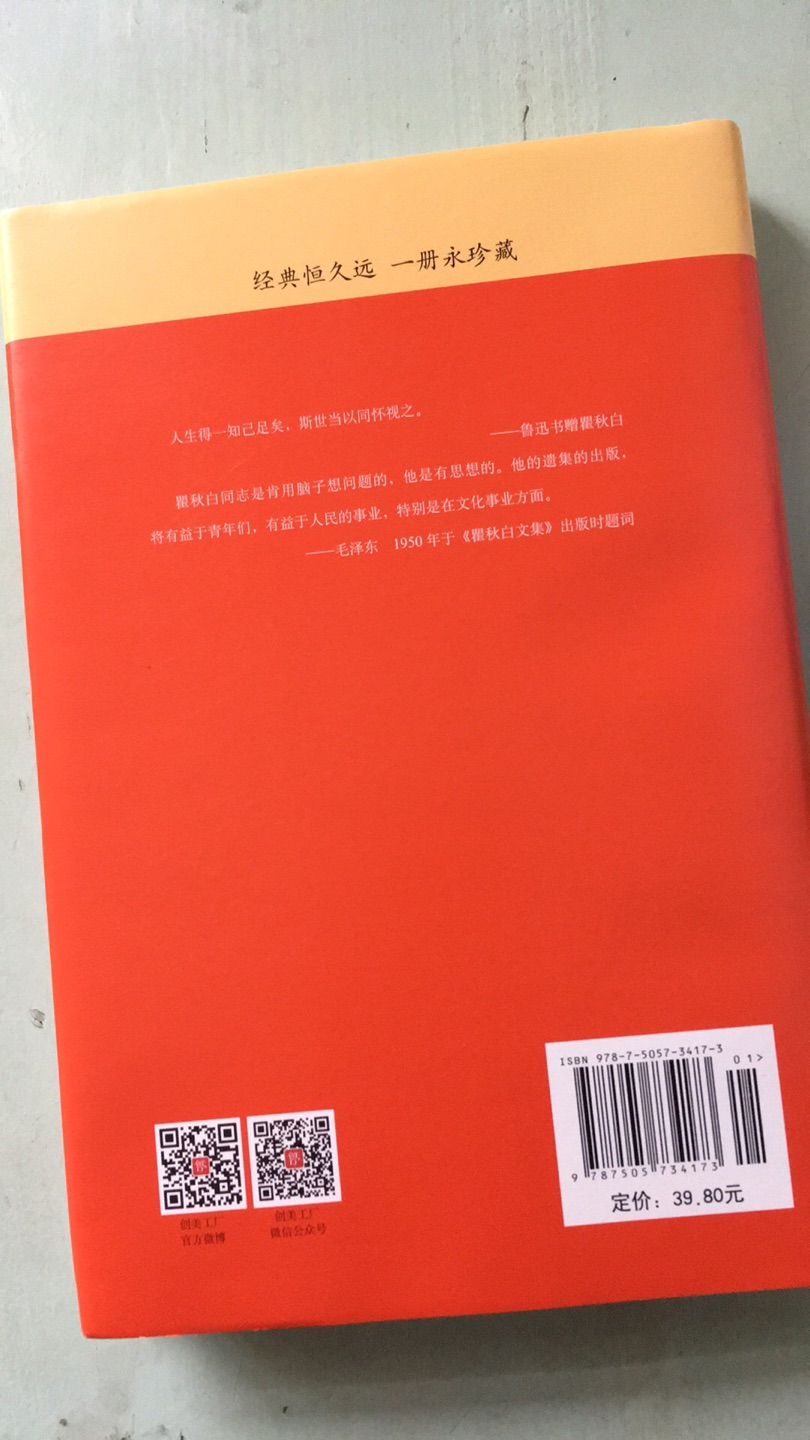 经典恒久远 一册永珍藏
人生得一知己足矣，斯世当以同怀视之。
——鲁迅书赠瞿秋白
瞿秋白同志是肯用脑子想问题的，他是有思想的。他的遗集的出版，
将有益于青年们，有益于人民的事业，特别是在文化事业方面。
——毛泽东 1950年于《瞿秋白文集》出版时题词
ISBN 978-7-5057-3417-3
01>
9 787505 734173
定价：39.80元
创美工厂
官方微博
创美工厂
微信公众号